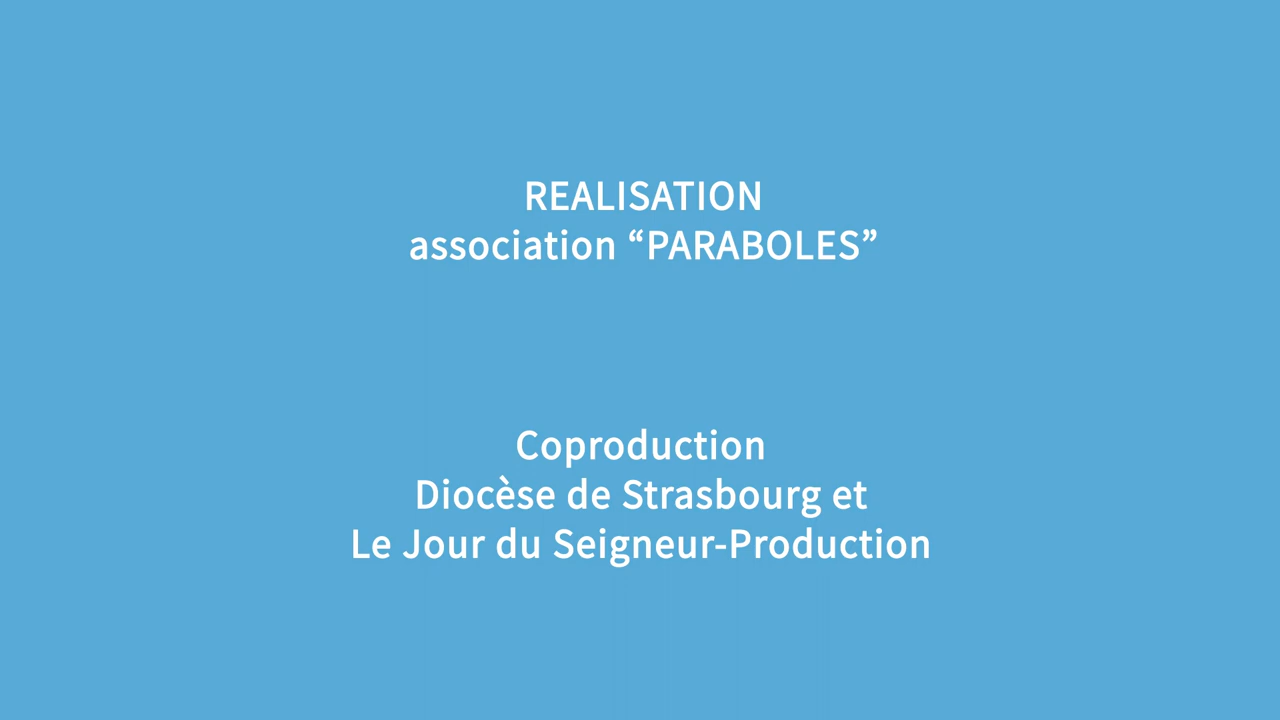 REALISATION
association “PARABOLES”
Coproduction
Diocèse de Strasbourg et
Le Jour du Seigneur-Production